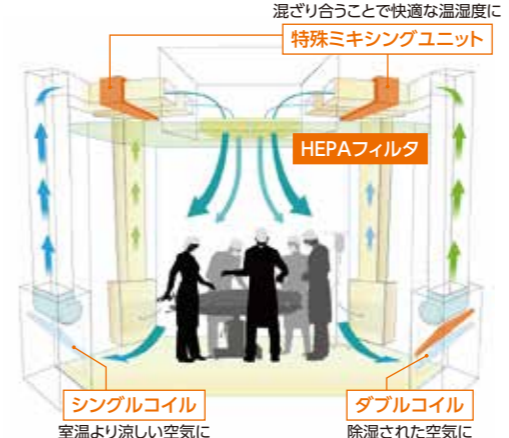 混ざり合うことで快適な温湿度に
特殊ミキシングユニット
HEPAフィルタ
シングルコイル
室温より涼しい空気に
ダブルコイル
除湿された空気に